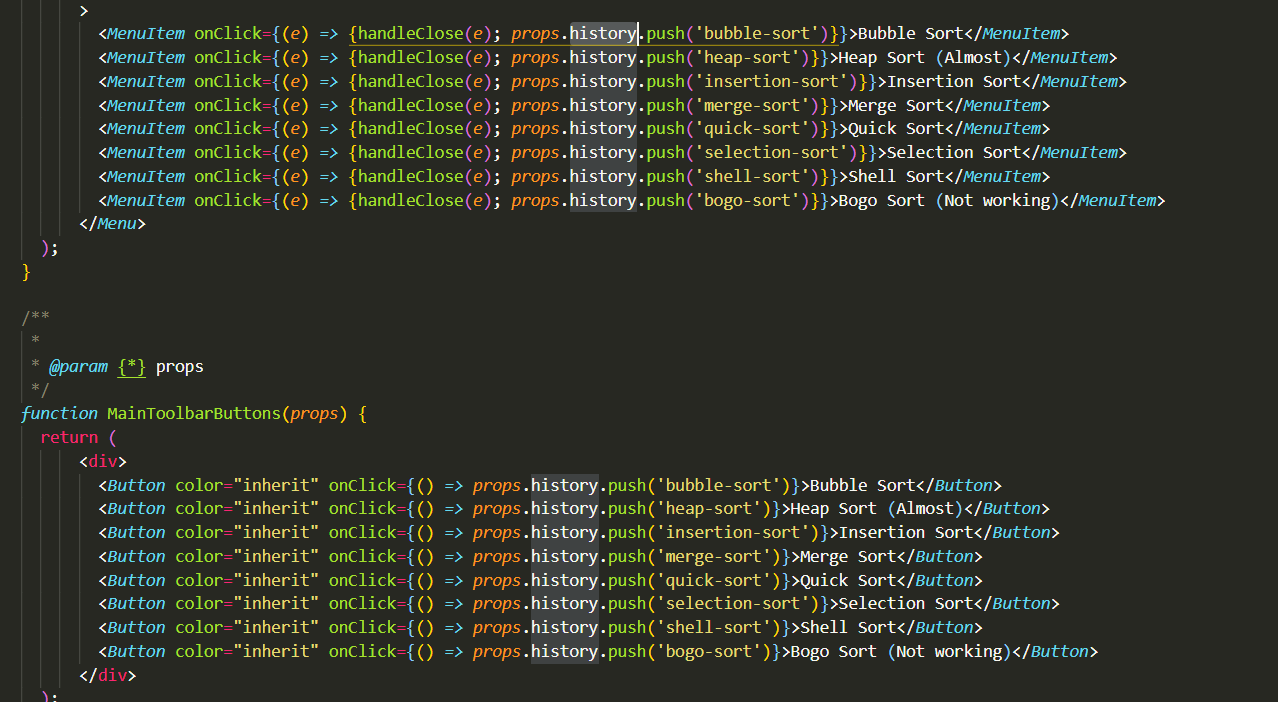 >
<MenuItem onClick={(e) => {handleClose(e); props.history.push('bubble-sort')}}>Bubble Sort</MenuItem>
<MenuItem onClick={(e) => {handleClose(e); props.history.push('heap-sort')}}>Heap Sort (Almost)</MenuItem>
<MenuItem onClick={(e) => {handleClose(e); props.history.push('insertion-sort')}}>Insertion Sort</MenuItem>
<MenuItem onClick={(e) => {handleClose(e); props.history.push('merge-sort')}}>Merge Sort</MenuItem>
<MenuItem onClick={(e) => {handleClose(e); props.history.push('quick-sort')}}>Quick Sort</MenuItem>
<MenuItem onClick={(e) => {handleClose(e); props.history.push('selection-sort')}}>Selection Sort</MenuItem>
<MenuItem onClick={(e) => {handleClose(e); props.history.push('shell-sort')}}>Shell Sort</MenuItem>
<MenuItem onClick={(e) => {handleClose(e); props.history.push('bogo-sort')}}>Bogo Sort (Not working)</MenuItem>
</Menu>
);
}
/**
*
* @param {*} props
*/
function MainToolbarButtons(props) {
return (
<div>
<Button color="inherit" onClick={() => props.history.push('bubble-sort')}>Bubble Sort</Button>
<Button color="inherit" onClick={() => props.history.push('heap-sort')}>Heap Sort (Almost)</Button>
<Button color="inherit" onClick={() => props.history.push('insertion-sort')}>Insertion Sort</Button>
<Button color="inherit" onClick={() => props.history.push('merge-sort')}>Merge Sort</Button>
<Button color="inherit" onClick={() => props.history.push('quick-sort')}>Quick Sort</Button>
<Button color="inherit" onClick={() => props.history.push('selection-sort')}>Selection Sort</Button>
<Button color="inherit" onClick={() => props.history.push('shell-sort')}>Shell Sort</Button>
<Button color="inherit" onClick={() => props.history.push('bogo-sort')}>Bogo Sort (Not working)</Button>
</div>
);